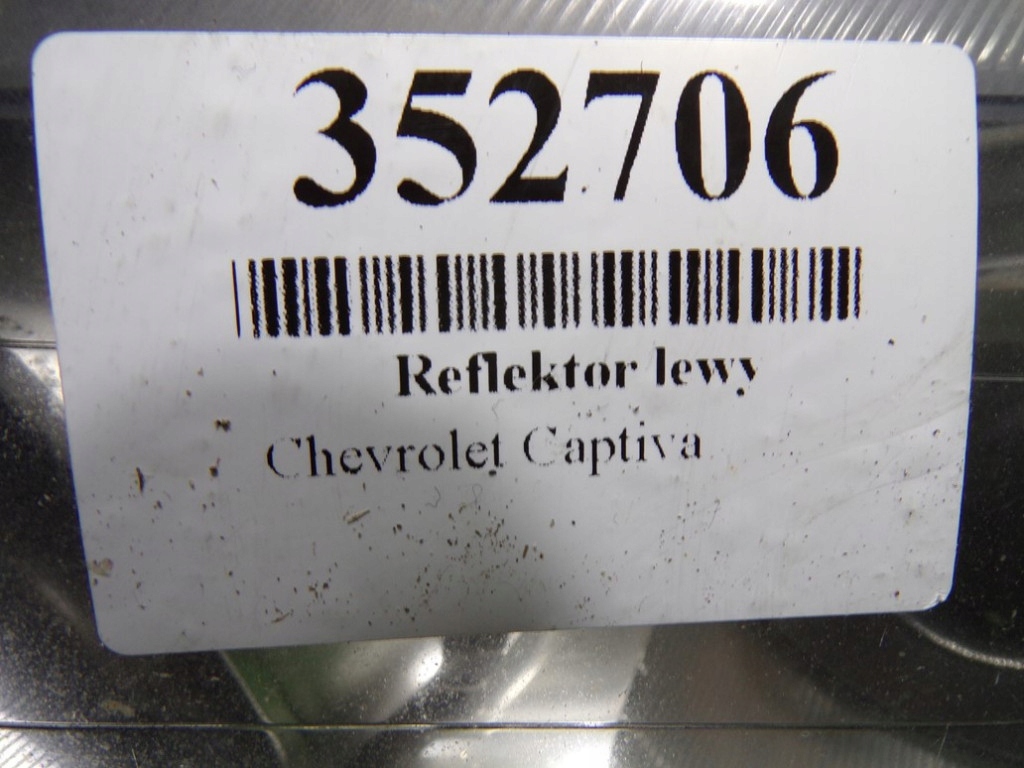 352706
Reflektor lewy
Chevrolet Captiva